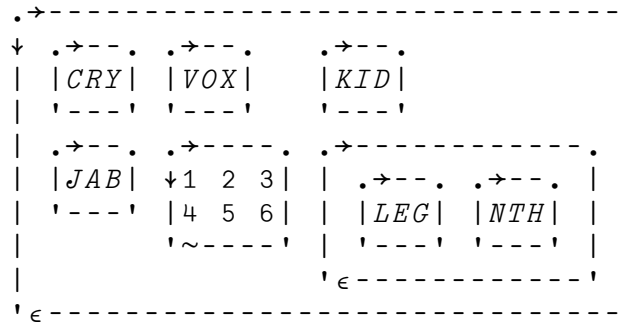 .→--------------------------------
↓ .→--. .→--.    .→--.
| |CRY| |VOX|    |KID|
| '---' '---'    '---'
| .→--. .→----. .→------------.
| |JAB| ↓1 2 3| | .→--. .→--. |
| '---' |4 5 6| | |LEG| |NTH| |
|       '~----' | '---' '---' |
|               '∊------------'
'∊--------------------------------